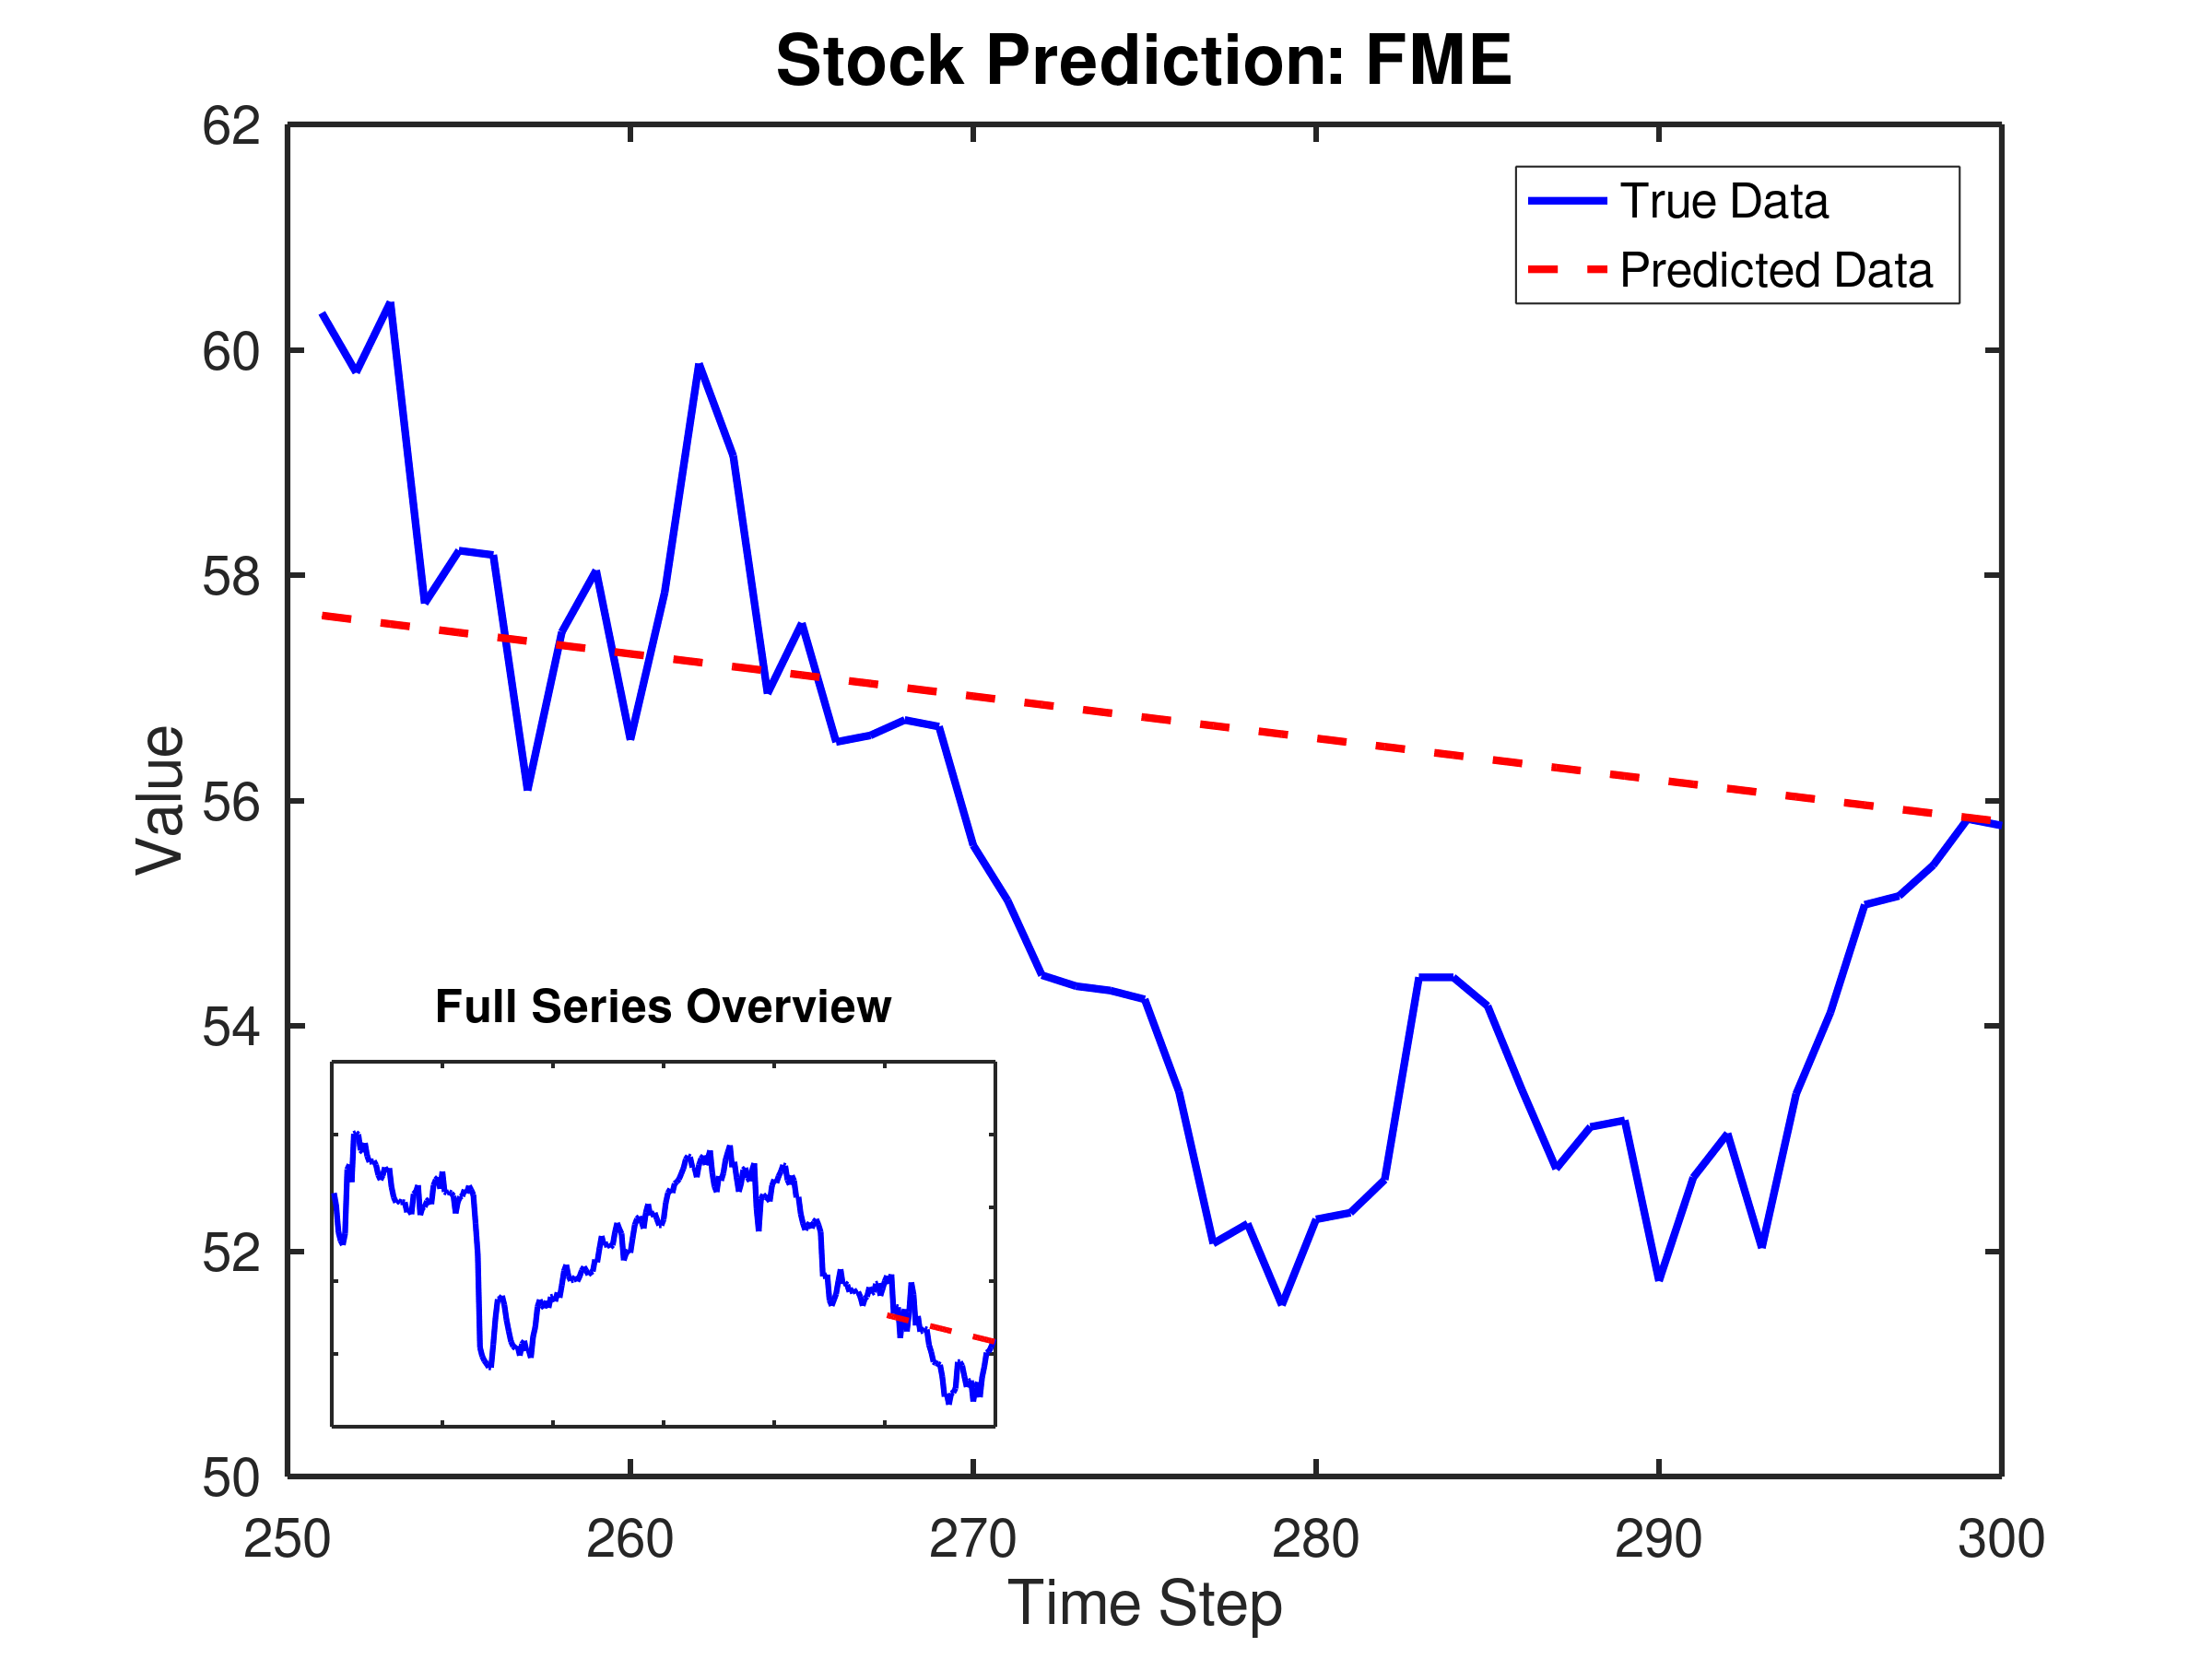 Stock Prediction: FME
62
60
58
56
54
52
50
Value
True Data
Predicted Data
Full Series Overview
250 260 270 280 290 300
Time Step